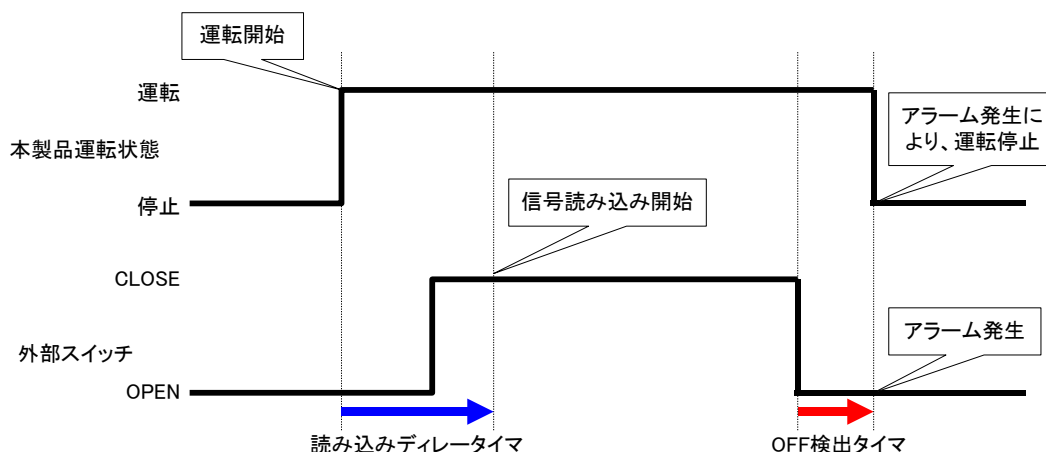 運転開始
運転
アラーム発生に
より、運転停止
本製品運転状態
停止
信号読み込み開始
CLOSE
アラーム発生
外部スイッチ
OPEN
読み込みディレータイマ
OFF検出タイマ